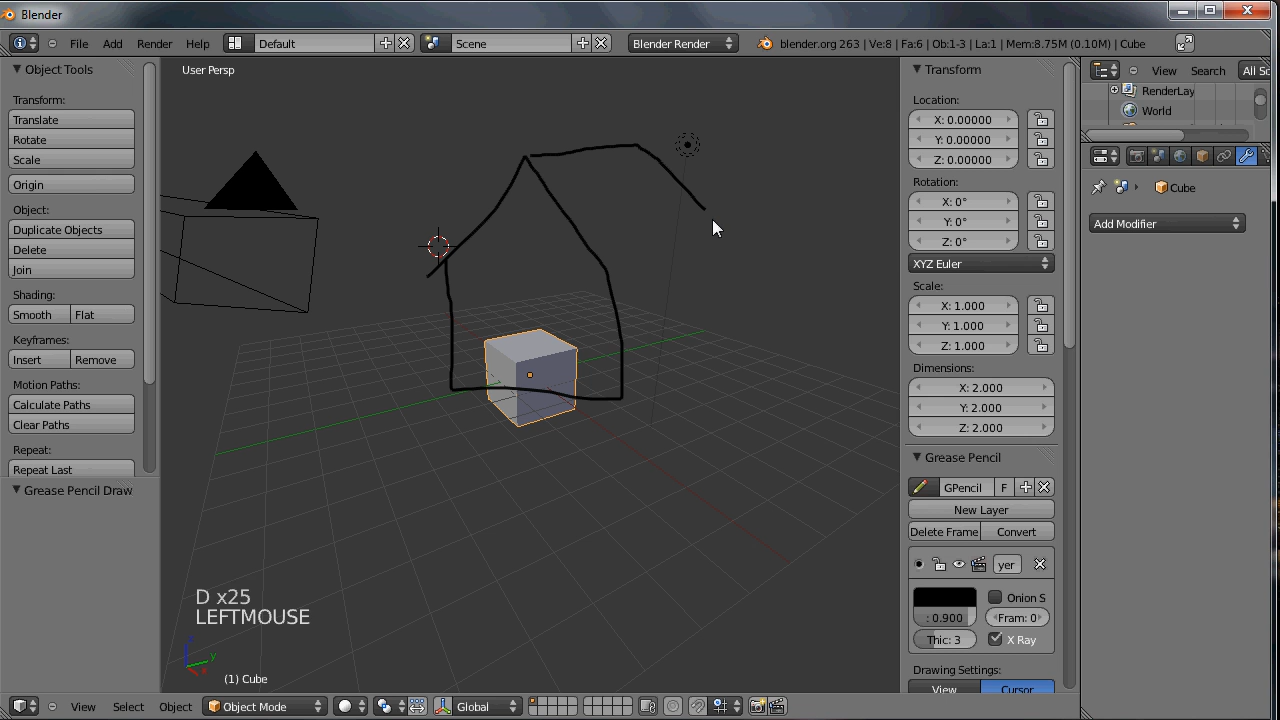 Blender
File Add Render Help Default Scene Blender Render blender.org 263 | Ve:8 | Fa:6 | Ob:1-3 | La:1 | Mem:8.75M (0.10M) | Cube
Object Tools
Transform:
Translate
Rotate
Scale
Origin
Object:
Duplicate Objects
Delete
Join
Shading:
Smooth Flat
Keyframes:
Insert Remove
Motion Paths:
Calculate Paths
Clear Paths
Repeat:
Repeat Last
Grease Pencil Draw
User Persp
D x25
LEFTMOUSE
z
y
x
(1) Cube
View Select Object Object Mode Global
Transform
Location:
X: 0.00000
Y: 0.00000
Z: 0.00000
Rotation:
X: 0°
Y: 0°
Z: 0°
XYZ Euler
Scale:
X: 1.000
Y: 1.000
Z: 1.000
Dimensions:
X: 2.000
Y: 2.000
Z: 2.000
Grease Pencil
GPencil F
New Layer
Delete Frame Convert
yer
Onion S
: 0.900 Fram: 0
Thic: 3 X Ray
Drawing Settings:
View Cursor
View Search All Sc
RenderLay
World
Cube
Add Modifier